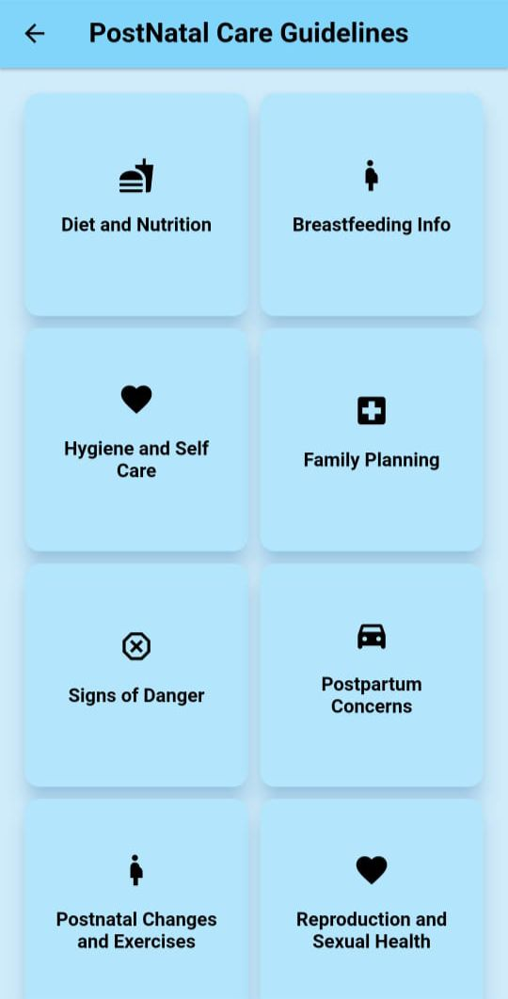 PostNatal Care Guidelines
Diet and Nutrition
Breastfeeding Info
Hygiene and Self
Care
Family Planning
Signs of Danger
Postpartum
Concerns
Postnatal Changes
and Exercises
Reproduction and
Sexual Health